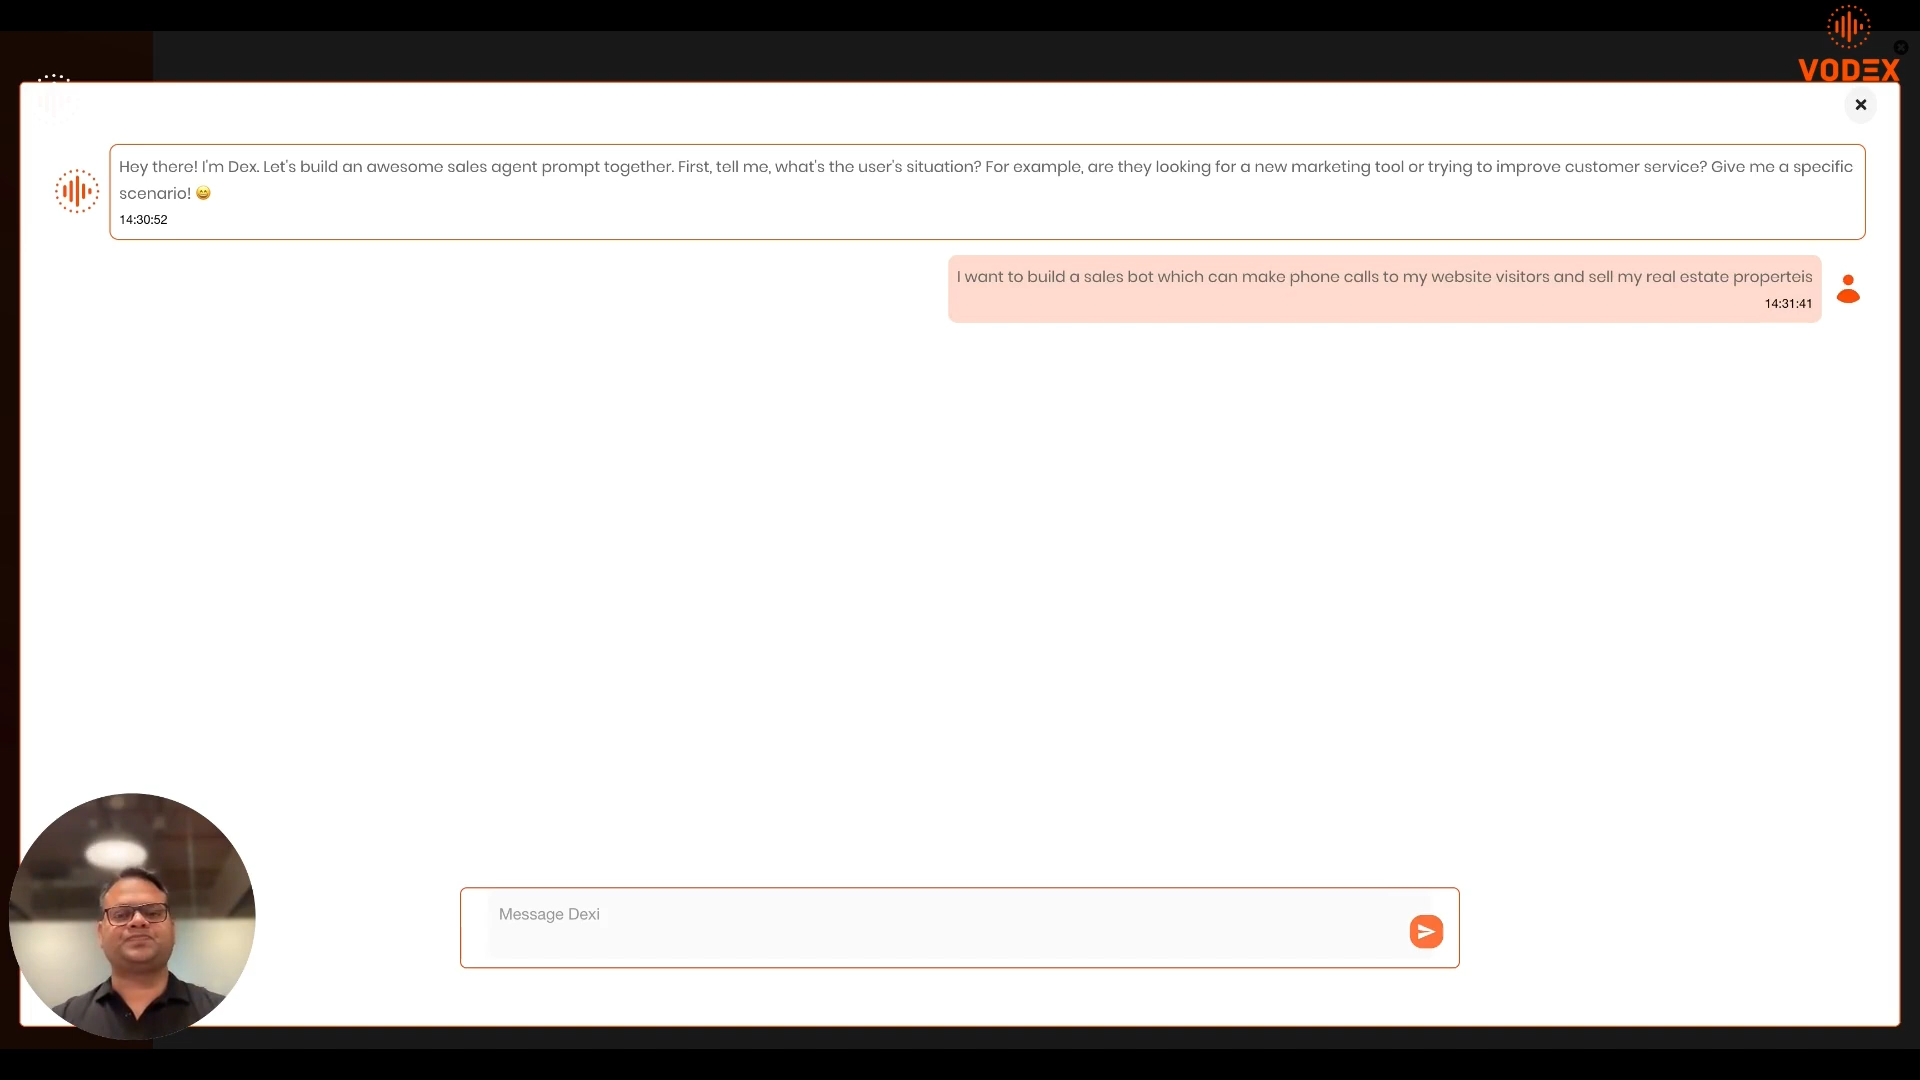 VODEX
Hey there! I'm Dex. Let's build an awesome sales agent prompt together. First, tell me, what's the user's situation? For example, are they looking for a new marketing tool or trying to improve customer service? Give me a specific
scenario! 😄
14:30:52
I want to build a sales bot which can make phone calls to my website visitors and sell my real estate properteis
14:31:41
Message Dexi